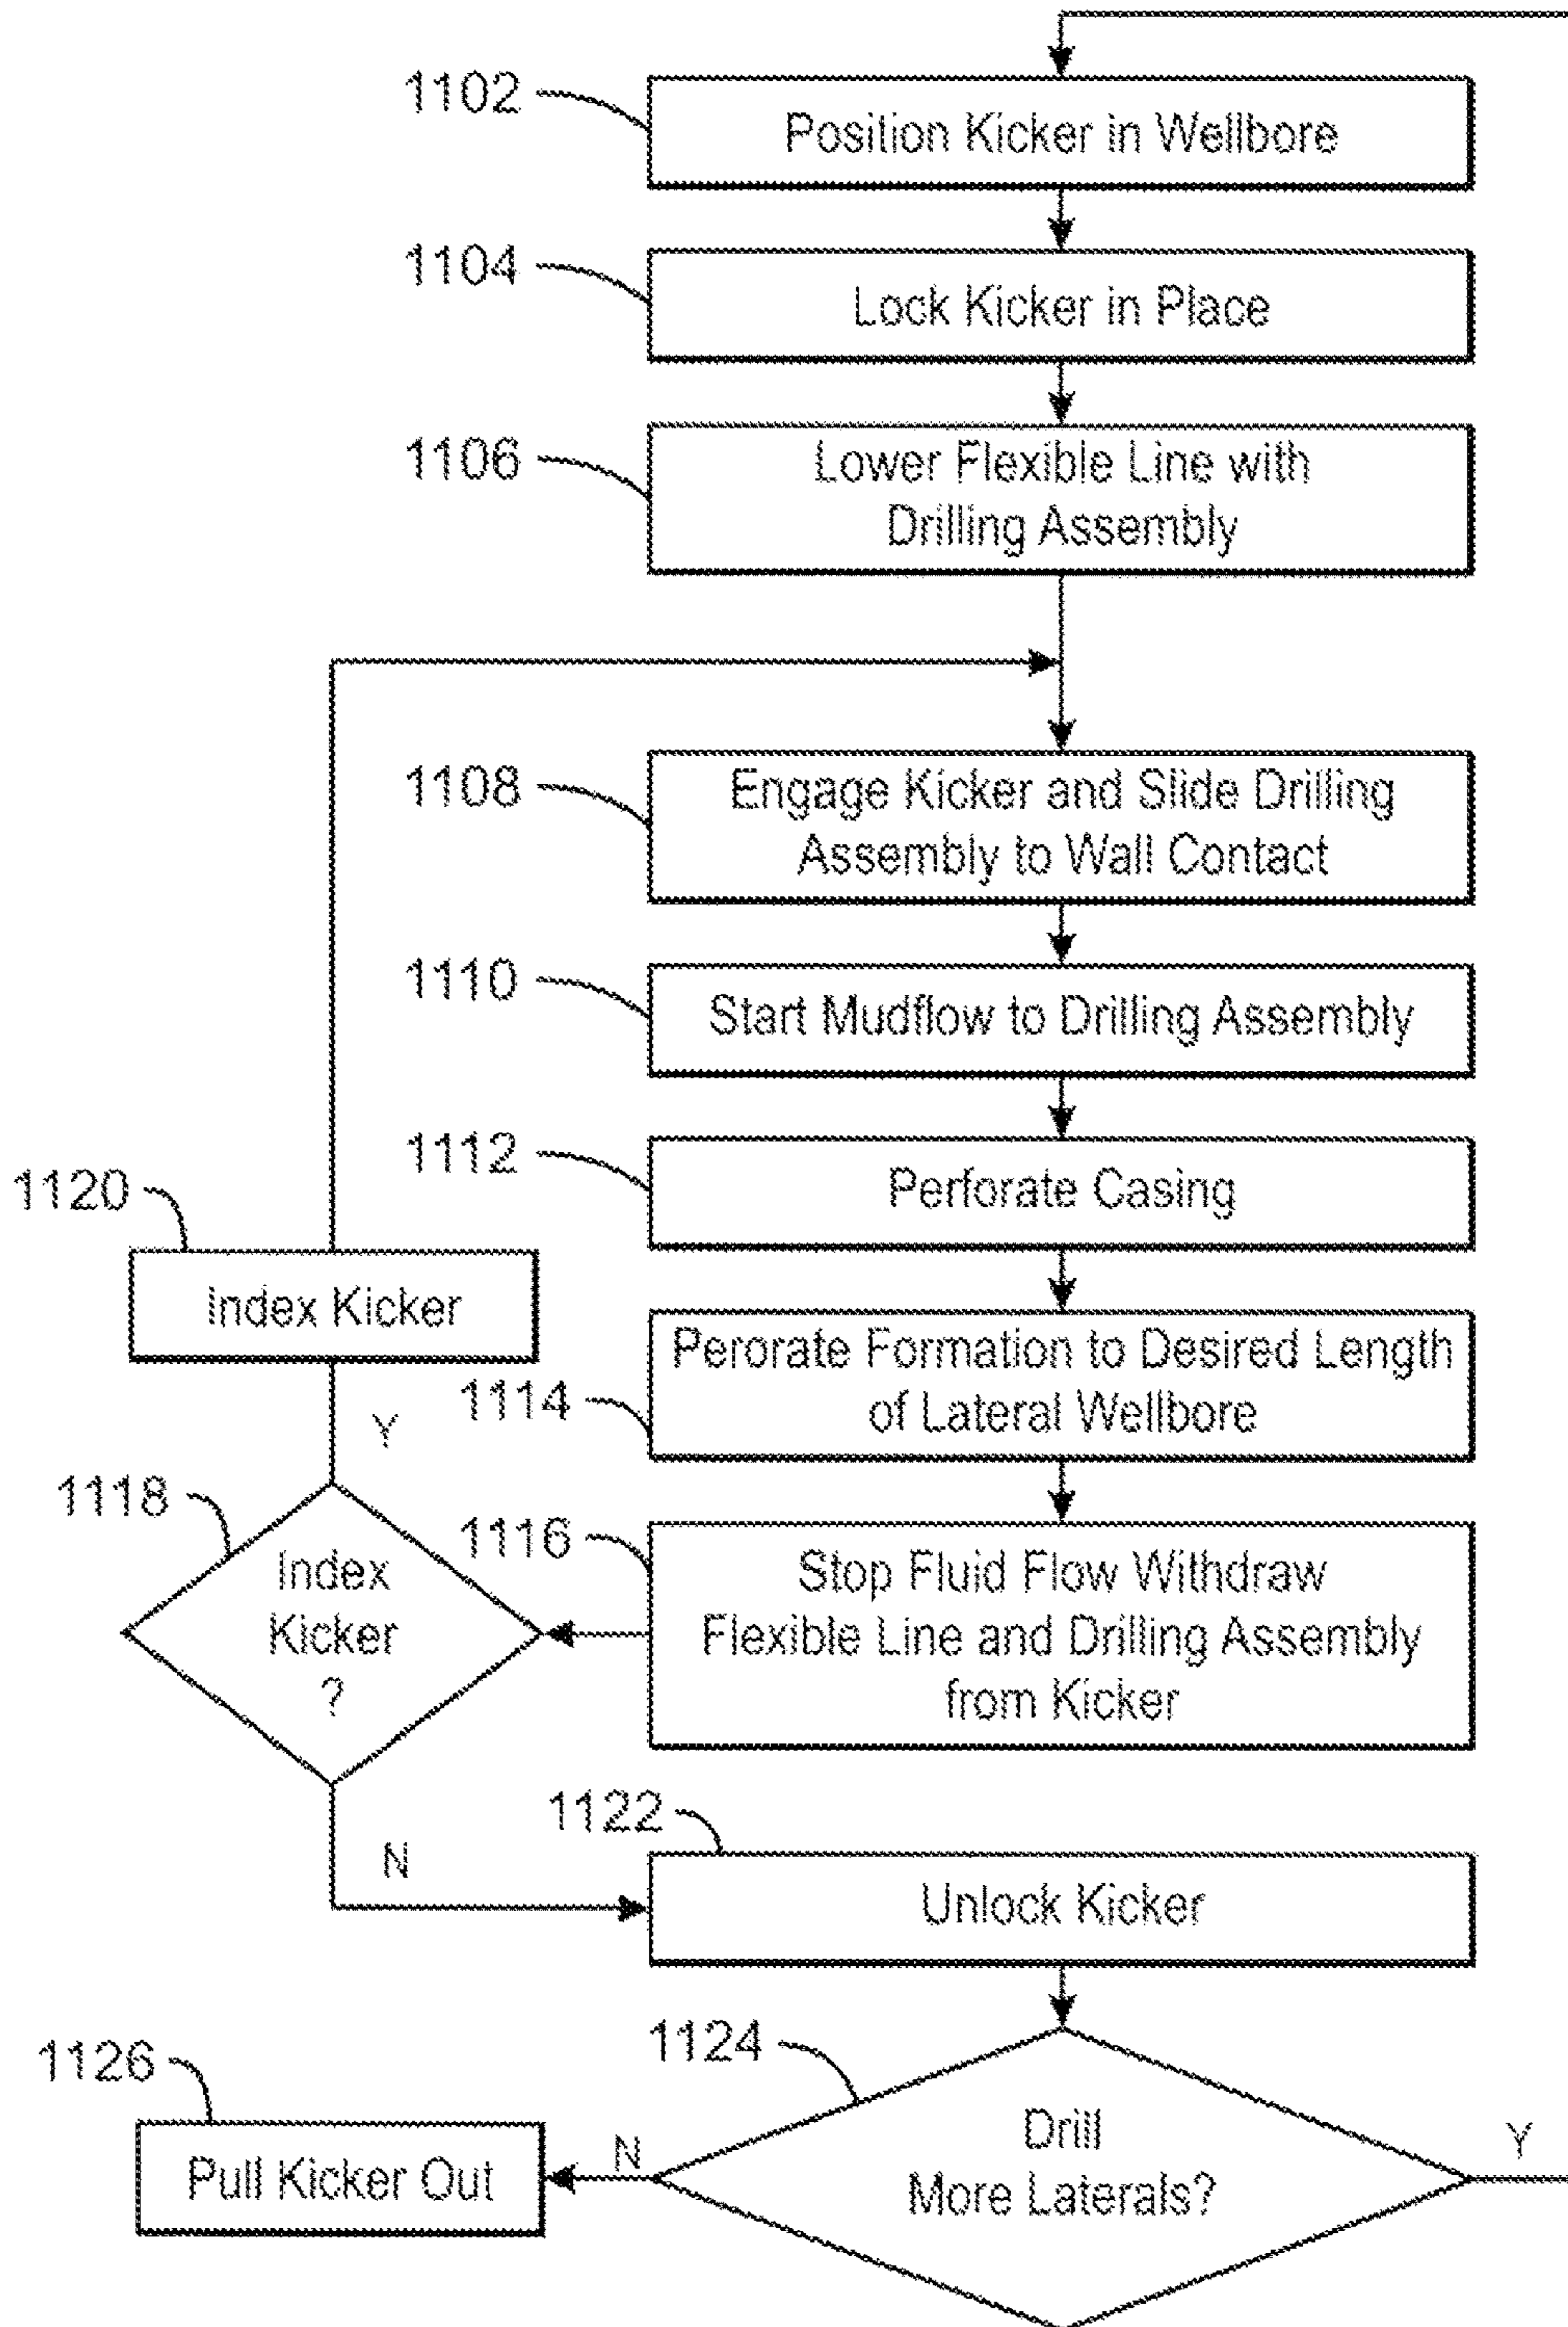 1102
Position Kicker in Wellbore
1104
Lock Kicker in Place
1106
Lower Flexible Line with
Drilling Assembly
1108
Engage Kicker and Slide Drilling
Assembly to Wall Contact
1110
Start Mudflow to Drilling Assembly
1112
Perforate Casing
1120
Index Kicker
1114
Perorate Formation to Desired Length
of Lateral Wellbore
Y
1118
Index
Kicker
?
1116
Stop Fluid Flow Withdraw
Flexible Line and Drilling Assembly
from Kicker
N
1122
Unlock Kicker
1124
Drill
More Laterals?
Y
N
1126
Pull Kicker Out